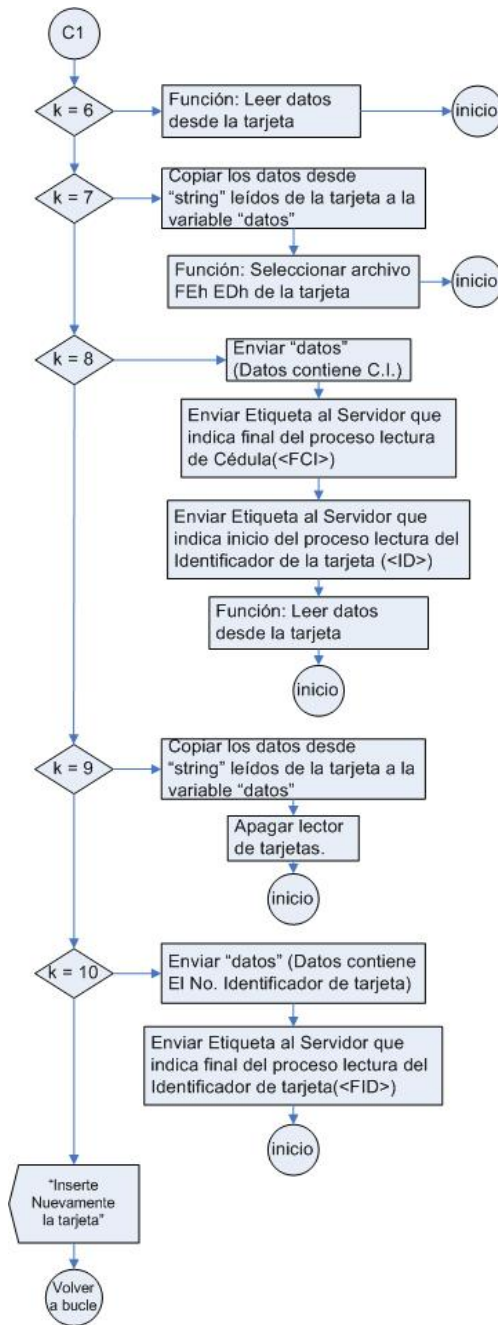 C1
k = 6
Función: Leer datos
desde la tarjeta
inicio
k = 7
Copiar los datos desde
“string” leídos de la tarjeta a la
variable “datos”
Función: Seleccionar archivo
FEh EDh de la tarjeta
inicio
k = 8
Enviar “datos”
(Datos contiene C.I.)
Enviar Etiqueta al Servidor que
indica final del proceso lectura
de Cédula(<FCI>)
Enviar Etiqueta al Servidor que
indica inicio del proceso lectura del
Identificador de la tarjeta (<ID>)
Función: Leer datos
desde la tarjeta
inicio
k = 9
Copiar los datos desde
“string” leídos de la tarjeta a la
variable “datos”
Apagar lector
de tarjetas.
inicio
k = 10
Enviar “datos” (Datos contiene
El No. Identificador de tarjeta)
Enviar Etiqueta al Servidor que
indica final del proceso lectura del
Identificador de tarjeta(<FID>)
inicio
“Inserte
Nuevamente
la tarjeta”
Volver
a bucle